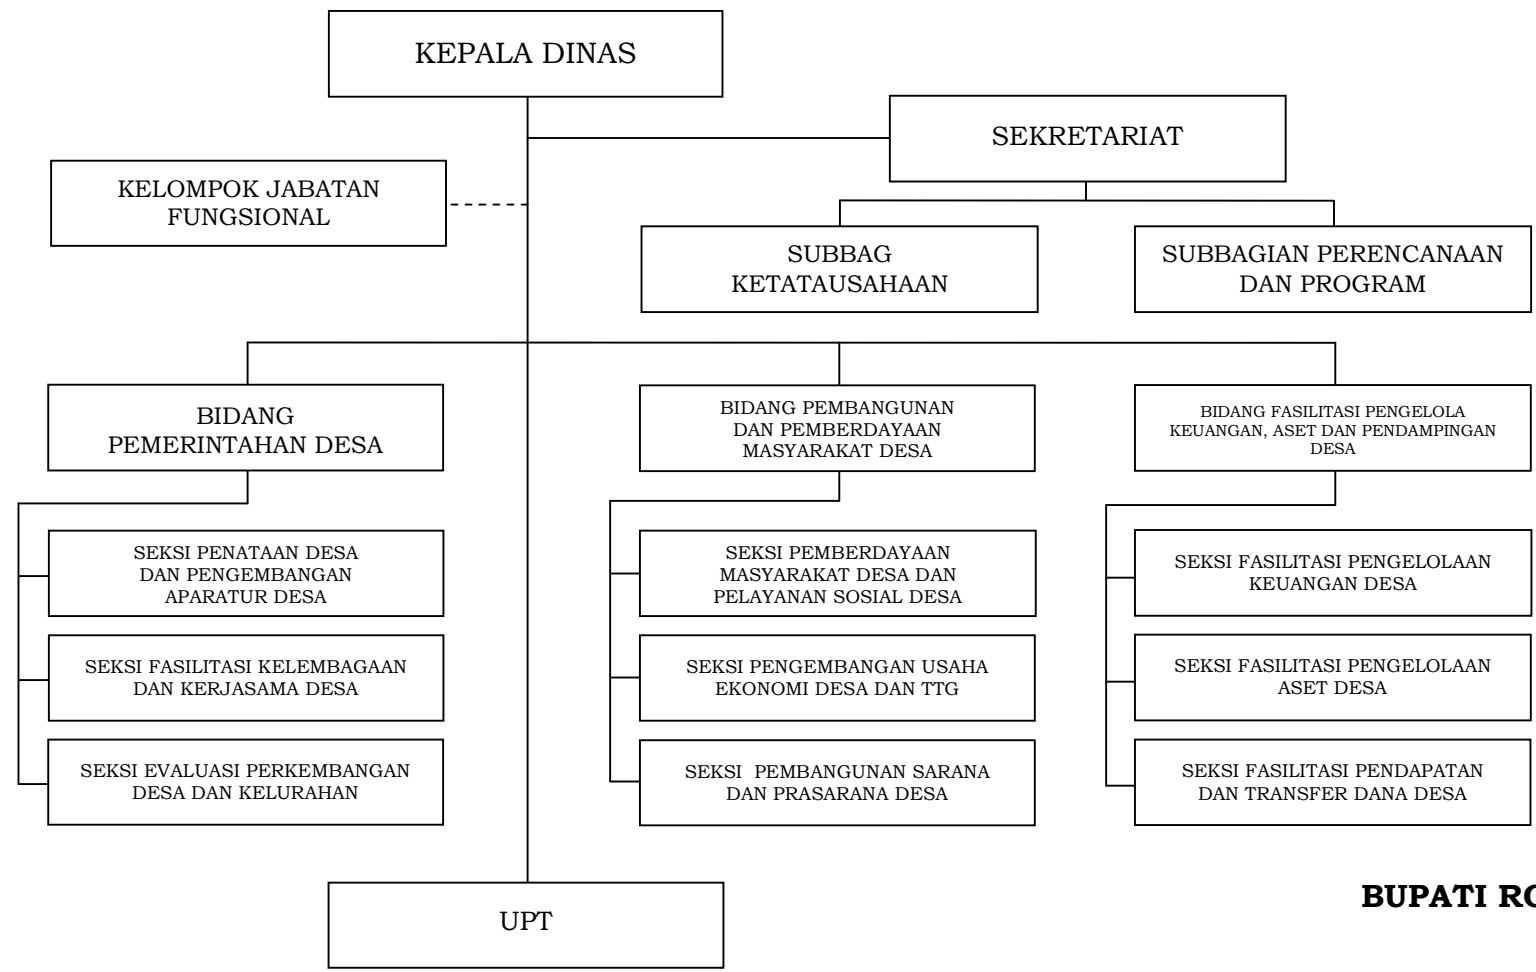 KEPALA DINAS
SEKRETARIAT
KELOMPOK JABATAN
FUNGSIONAL
SUBBAG
KETATAUSAHAAN
SUBBAGIAN PERENCANAAN
DAN PROGRAM
BIDANG
PEMERINTAHAN DESA
BIDANG PEMBANGUNAN
DAN PEMBERDAYAAN
MASYARAKAT DESA
BIDANG FASILITASI PENGELOLA
KEUANGAN, ASET DAN PENDAMPINGAN
DESA
SEKSI PENATAAN DESA
DAN PENGEMBANGAN
APARATUR DESA
SEKSI PEMBERDAYAAN
MASYARAKAT DESA DAN
PELAYANAN SOSIAL DESA
SEKSI FASILITASI PENGELOLAAN
KEUANGAN DESA
SEKSI FASILITASI KELEMBAGAAN
DAN KERJASAMA DESA
SEKSI PENGEMBANGAN USAHA
EKONOMI DESA DAN TTG
SEKSI FASILITASI PENGELOLAAN
ASET DESA
SEKSI EVALUASI PERKEMBANGAN
DESA DAN KELURAHAN
SEKSI PEMBANGUNAN SARANA
DAN PRASARANA DESA
SEKSI FASILITASI PENDAPATAN
DAN TRANSFER DANA DESA
UPT
BUPATI